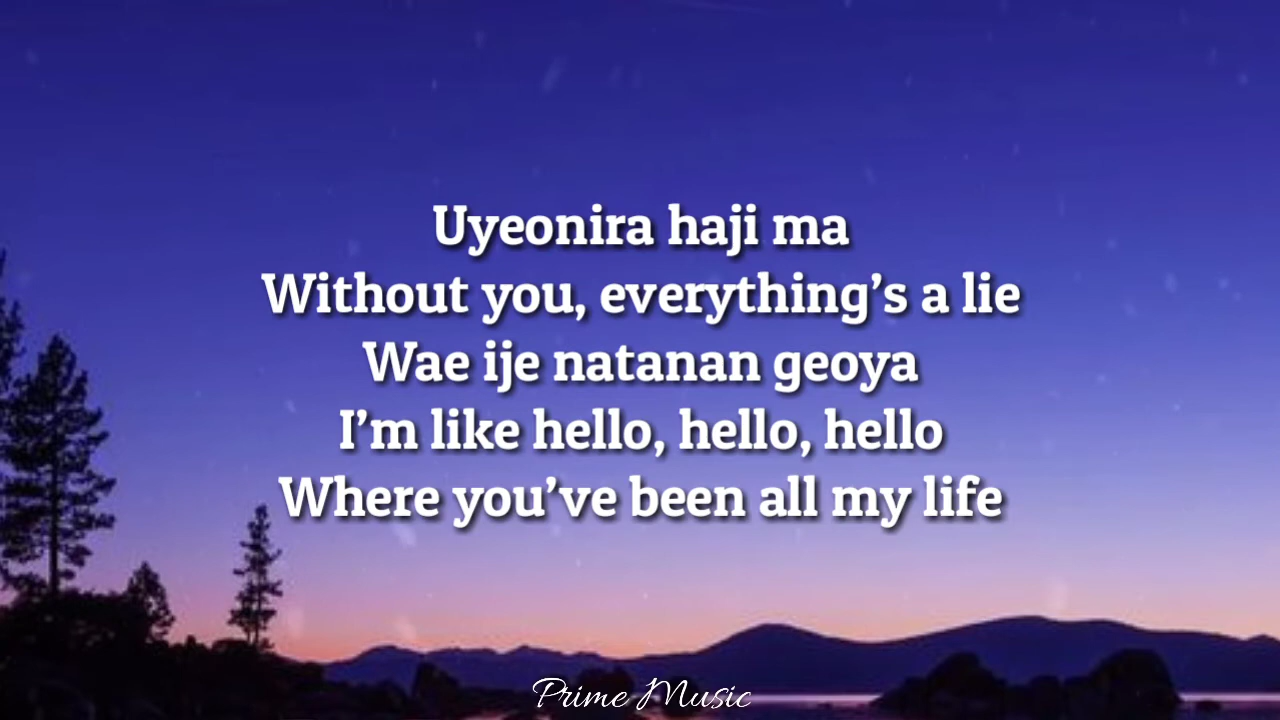 Uyeonira haji ma
Without you, everything’s a lie
Wae ije natanan geoya
I’m like hello, hello, hello
Where you’ve been all my life
Prime Music